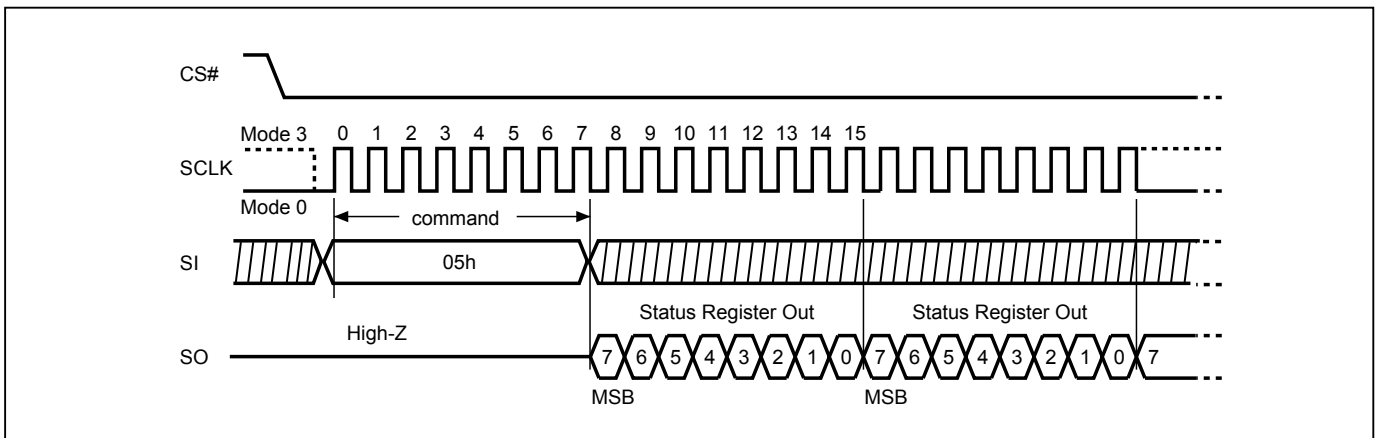 CS#
Mode 3 0 1 2 3 4 5 6 7 8 9 10 11 12 13 14 15
SCLK
Mode 0
command
SI 05h
Status Register Out Status Register Out
High-Z
SO 7 6 5 4 3 2 1 0 7 6 5 4 3 2 1 0 7
MSB MSB